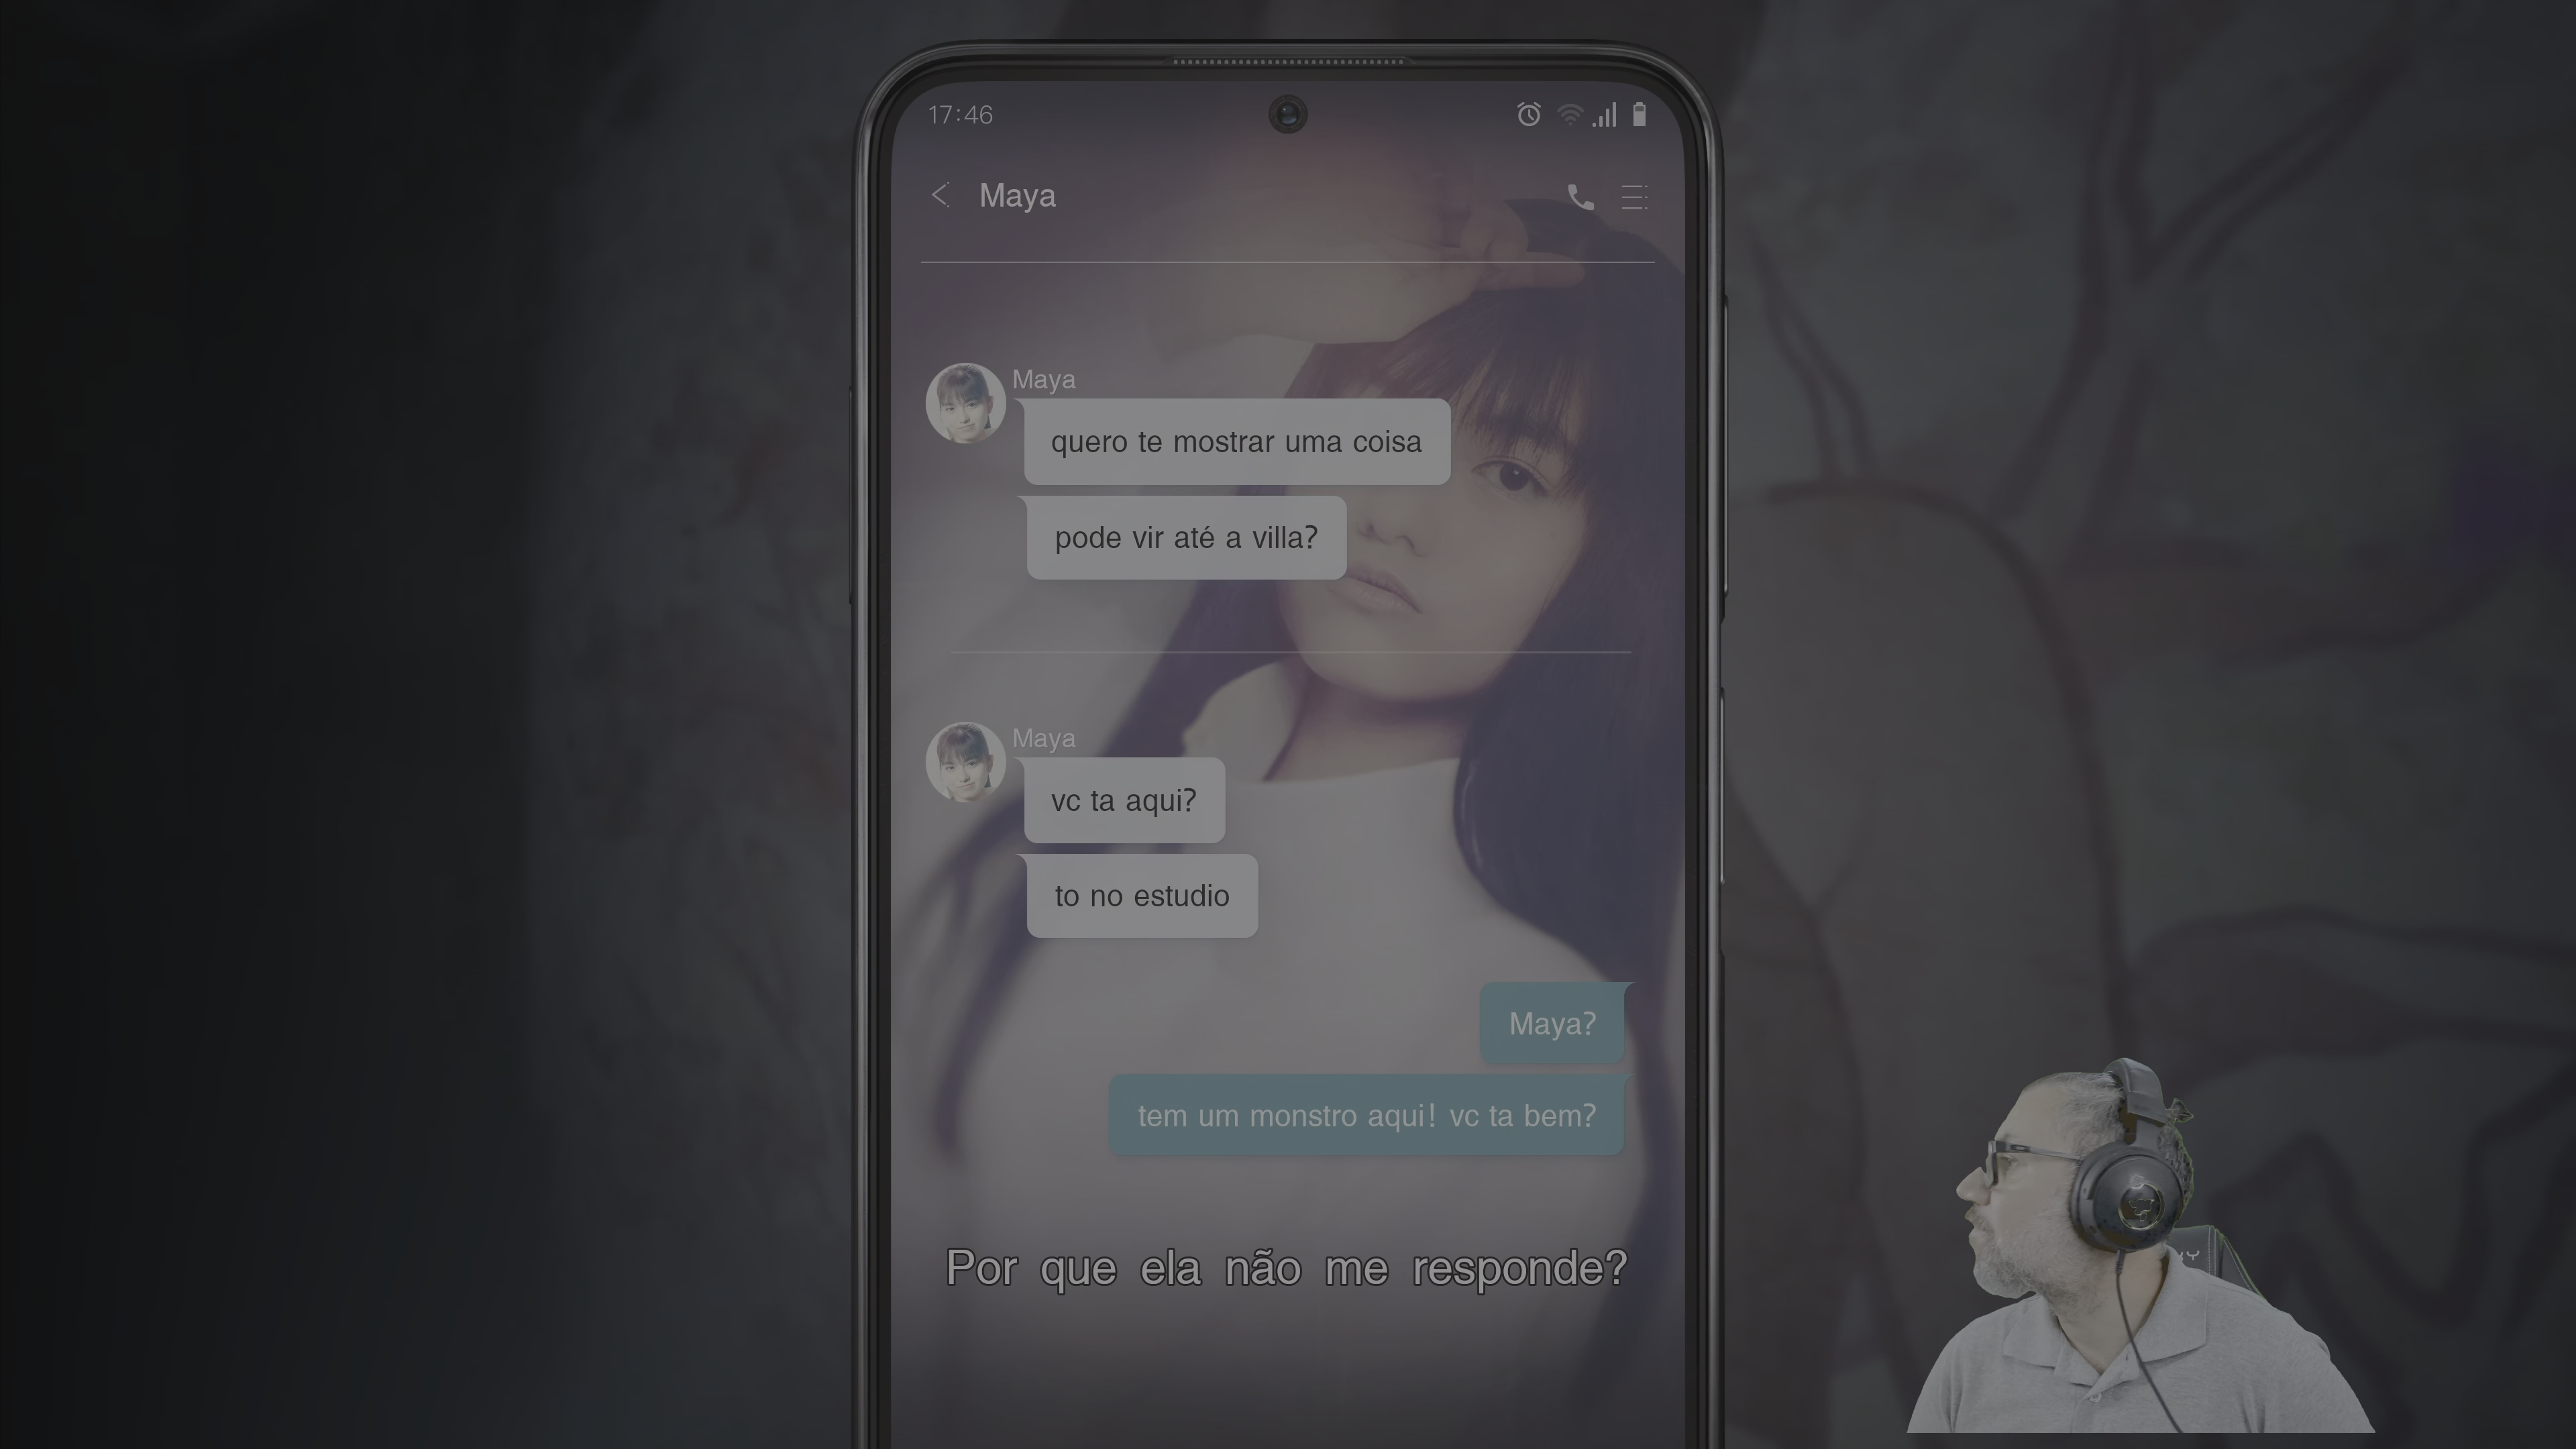 17:46
Maya
Maya
quero te mostrar uma coisa
pode vir até a villa?
Maya
vc ta aqui?
to no estudio
Maya?
tem um monstro aqui! vc ta bem?
Por que ela não me responde?